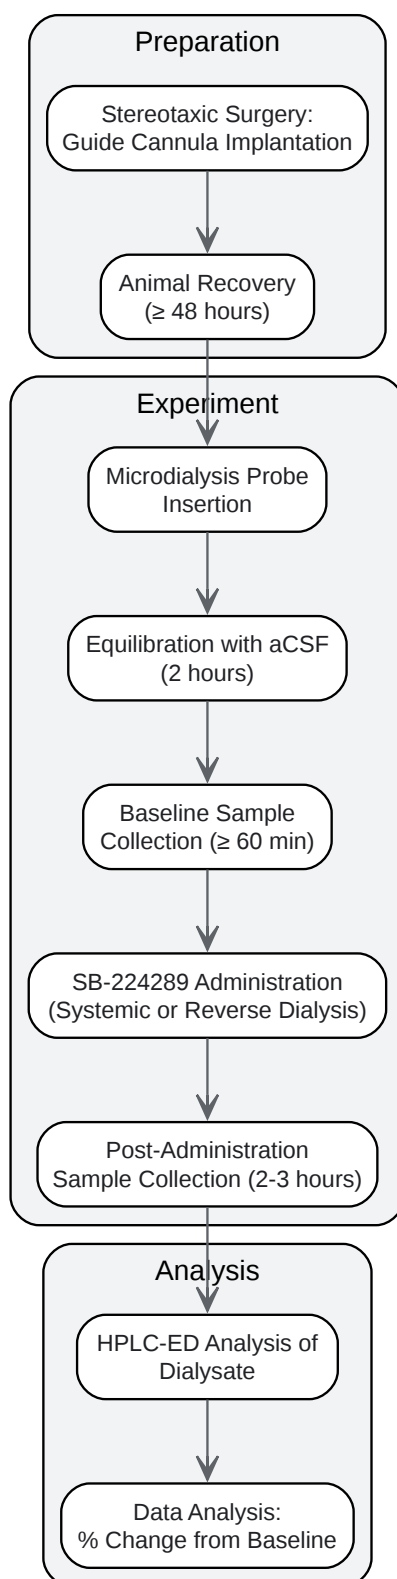 Preparation
Stereotaxic Surgery:
Guide Cannula Implantation
Animal Recovery
(≥ 48 hours)
Experiment
Microdialysis Probe
Insertion
Equilibration with aCSF
(2 hours)
Baseline Sample
Collection (≥ 60 min)
SB-224289 Administration
(Systemic or Reverse Dialysis)
Post-Administration
Sample Collection (2-3 hours)
Analysis
HPLC-ED Analysis of
Dialysate
Data Analysis:
% Change from Baseline